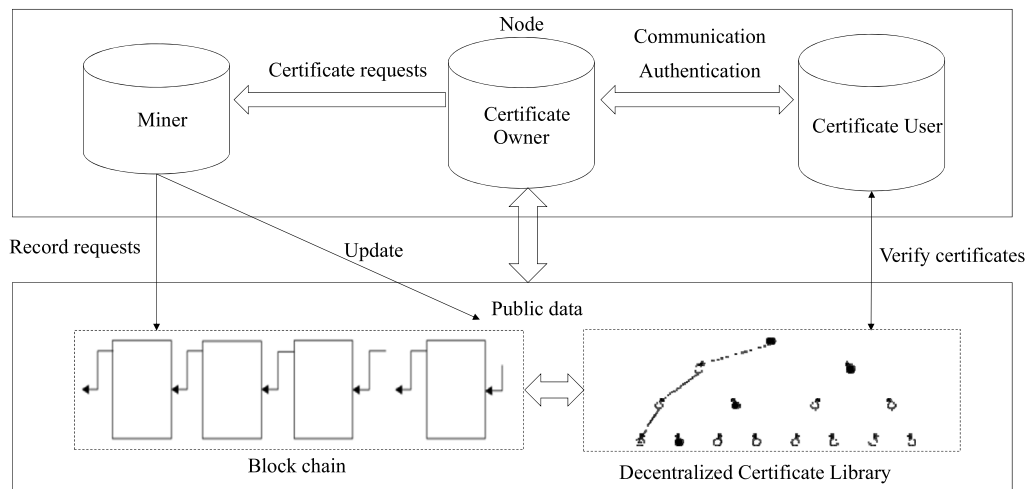 Node
Communication
Certificate requests
Authentication
Miner
Certificate
Owner
Certificate User
Record requests
Update
Verify certificates
Public data
Block chain
Decentralized Certificate Library